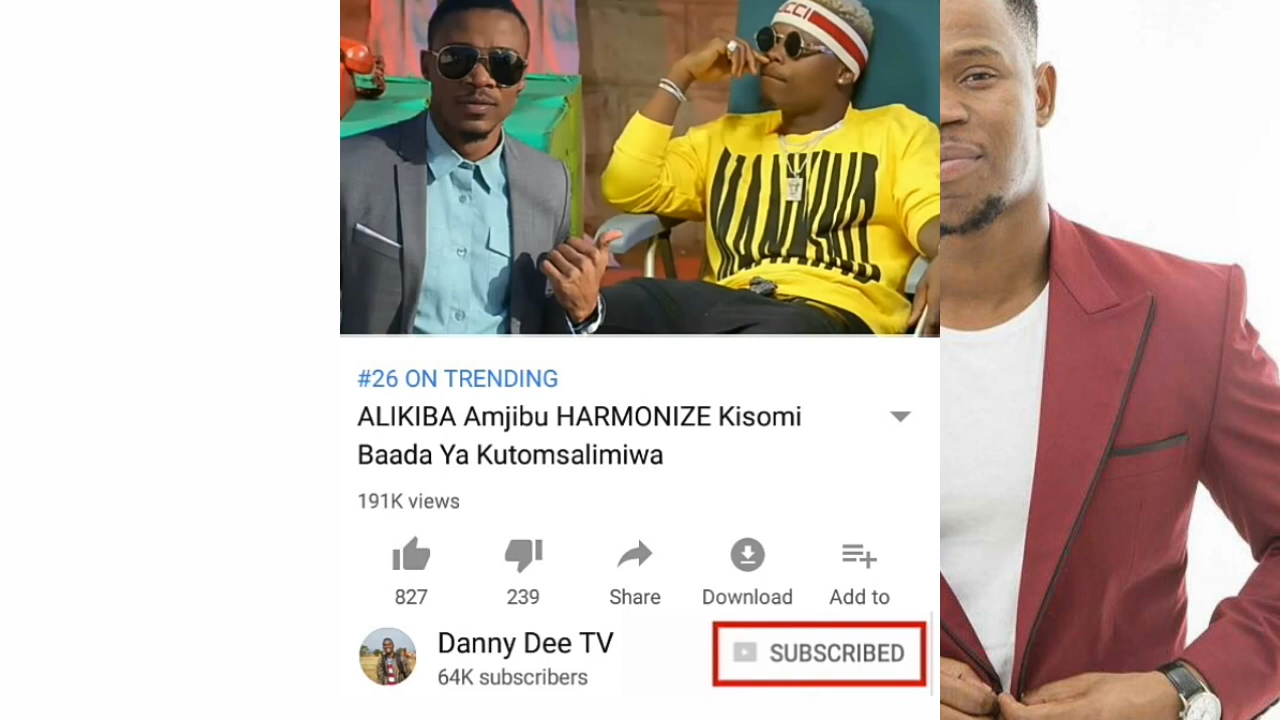 #26 ON TRENDING
ALIKIBA Amjibu HARMONIZE Kisomi
Baada Ya Kutomsalimiwa
191K views
827
239
Share
Download
Add to
Danny Dee TV
64K subscribers
SUBSCRIBED